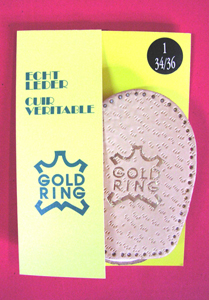 ECHT
LEDER
CUIR
VERITABLE
GOLD
RING
1
34/36
GOLD
RING